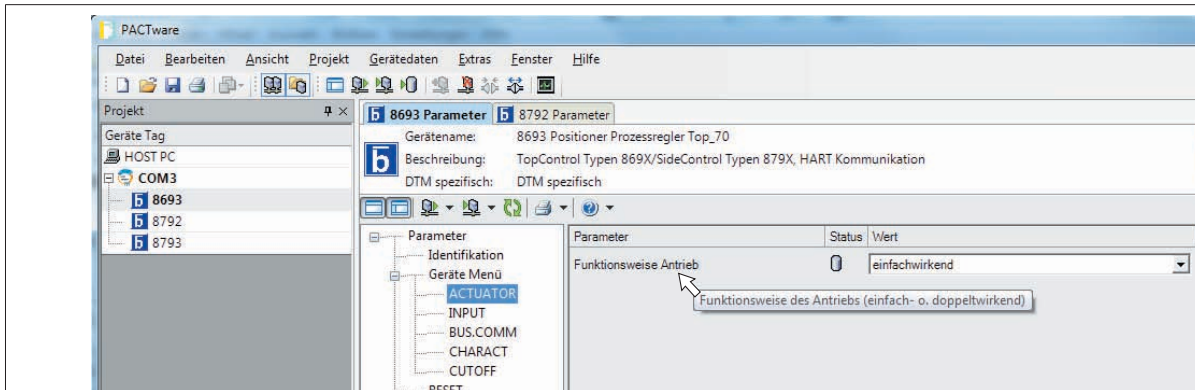 PACTware
Datei Bearbeiten Ansicht Projekt Gerätedaten Extras Fenster Hilfe
Projekt
Geräte Tag
HOST PC
COM3
8693
8792
8793
8693 Parameter 8792 Parameter
Gerätename: 8693 Positioner Prozessregler Top_70
Beschreibung: TopControl Typen 869X/SideControl Typen 879X, HART Kommunikation
DTM spezifisch: DTM spezifisch
Parameter
Identifikation
Geräte Menü
ACTUATOR
INPUT
BUS.COMM
CHARACT
CUTOFF
RESET
Parameter Status Wert
Funktionsweise Antrieb einfachwirkend
Funktionsweise des Antriebs (einfach- o. doppeltwirkend)